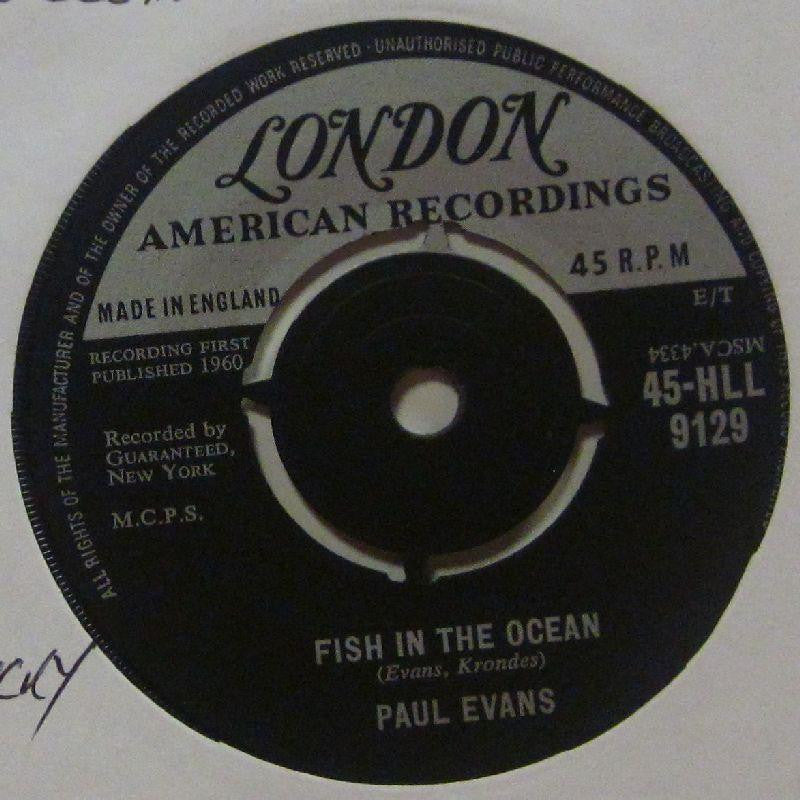 ALL RIGHTS OF THE MANUFACTURER AND OF THE OWNER OF THE RECORDED WORK RESERVED · UNAUTHORISED PUBLIC PERFORMANCE BROADCASTING AND COPYING OF THIS RECORD
LONDON
AMERICAN RECORDINGS
45 R.P.M
MADE IN ENGLAND
E/T
RECORDING FIRST
PUBLISHED 1960
MSCA.4334
45-HLL
9129
Recorded by
GUARANTEED,
NEW YORK
M.C.P.S.
FISH IN THE OCEAN
(Evans, Krondes)
PAUL EVANS